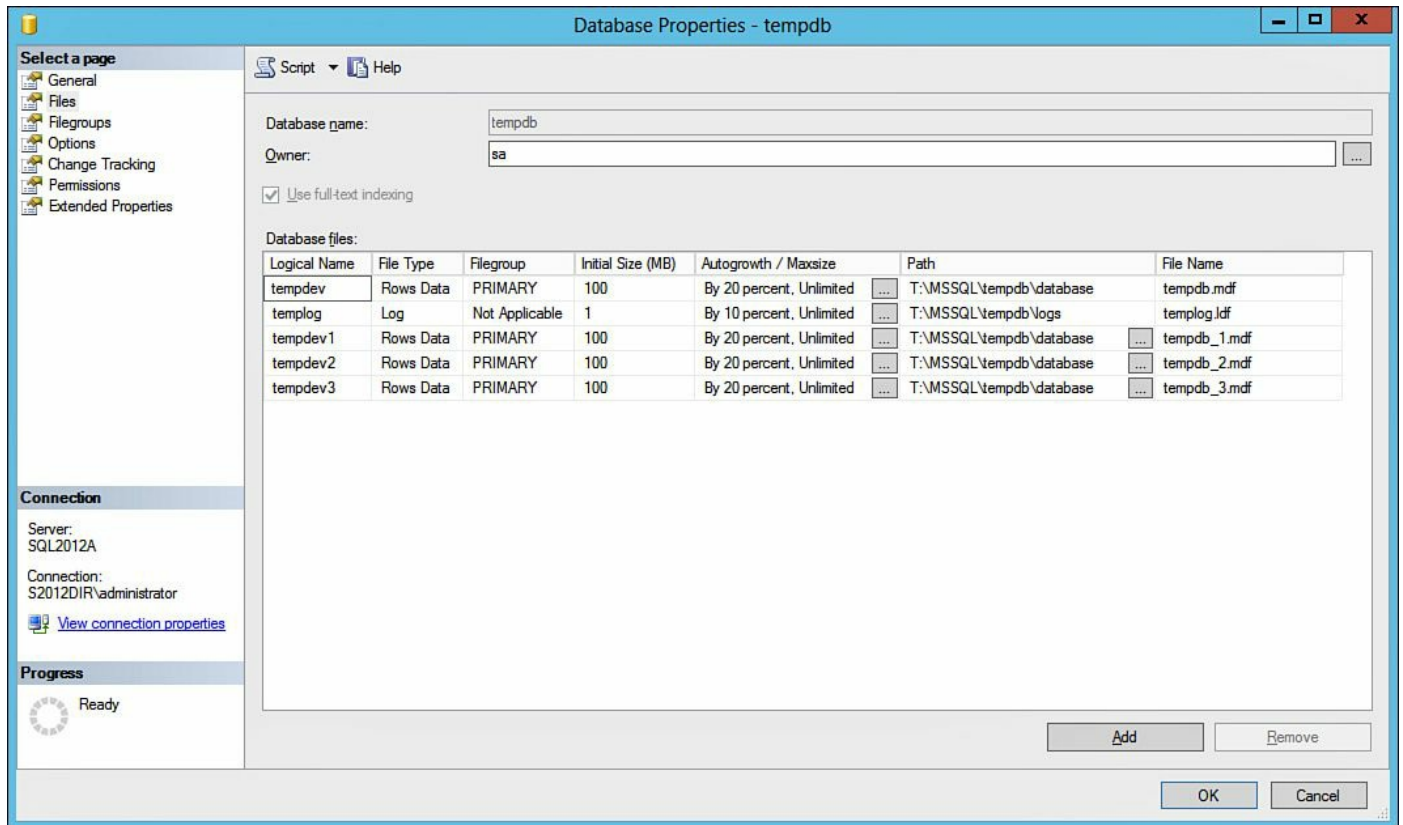 Database Properties - tempdb
Select a page
General
Files
Filegroups
Options
Change Tracking
Permissions
Extended Properties
Script Help
Database name: tempdb
Owner: sa ...
Use full-text indexing
Database files:
Logical Name File Type Filegroup Initial Size (MB) Autogrowth / Maxsize Path File Name
tempdev Rows Data PRIMARY 100 By 20 percent, Unlimited ... T:\MSSQL\tempdb\database tempdb.mdf
templog Log Not Applicable 1 By 10 percent, Unlimited ... T:\MSSQL\tempdb\logs templog.ldf
tempdev1 Rows Data PRIMARY 100 By 20 percent, Unlimited ... T:\MSSQL\tempdb\database ... tempdb_1.mdf
tempdev2 Rows Data PRIMARY 100 By 20 percent, Unlimited ... T:\MSSQL\tempdb\database ... tempdb_2.mdf
tempdev3 Rows Data PRIMARY 100 By 20 percent, Unlimited ... T:\MSSQL\tempdb\database ... tempdb_3.mdf
Connection
Server:
SQL2012A
Connection:
S2012DIR\administrator
View connection properties
Progress
Ready
Add Remove
OK Cancel